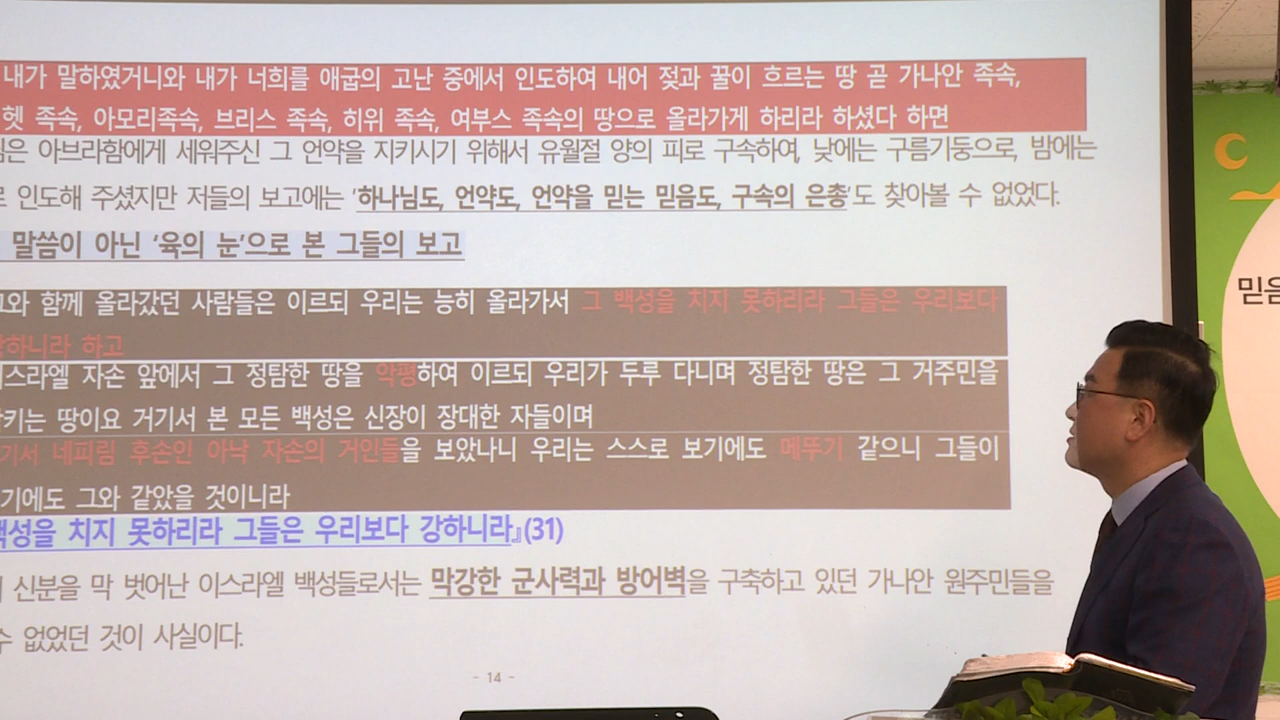 내가 말하였거니와 내가 너희를 애굽의 고난 중에서 인도하여 내어 젖과 꿀이 흐르는 땅 곧 가나안 족속,
헷 족속, 아모리족속, 브리스 족속, 히위 족속, 여부스 족속의 땅으로 올라가게 하리라 하셨다 하면
은 아브라함에게 세워주신 그 언약을 지키시기 위해서 유월절 양의 피로 구속하여, 낮에는 구름기둥으로, 밤에는
로 인도해 주셨지만 저들의 보고에는 '하나님도, 언약도, 언약을 믿는 믿음도, 구속의 은총'도 찾아볼 수 없었다.
말씀이 아닌 '육의 눈'으로 본 그들의 보고
와 함께 올라갔던 사람들은 이르되 우리는 능히 올라가서 그 백성을 치지 못하리라 그들은 우리보다
강하니라 하고
이스라엘 자손 앞에서 그 정탐한 땅을 악평하여 이르되 우리가 두루 다니며 정탐한 땅은 그 거주민을
키는 땅이요 거기서 본 모든 백성은 신장이 장대한 자들이며
기서 네피림 후손인 아낙 자손의 거인들을 보았나니 우리는 스스로 보기에도 메뚜기 같으니 그들이
기에도 그와 같았을 것이니라
백성을 치지 못하리라 그들은 우리보다 강하니라』(31)
신분을 막 벗어난 이스라엘 백성들로서는 막강한 군사력과 방어벽을 구축하고 있던 가나안 원주민들을
수 없었던 것이 사실이다.
- 14 -
믿음